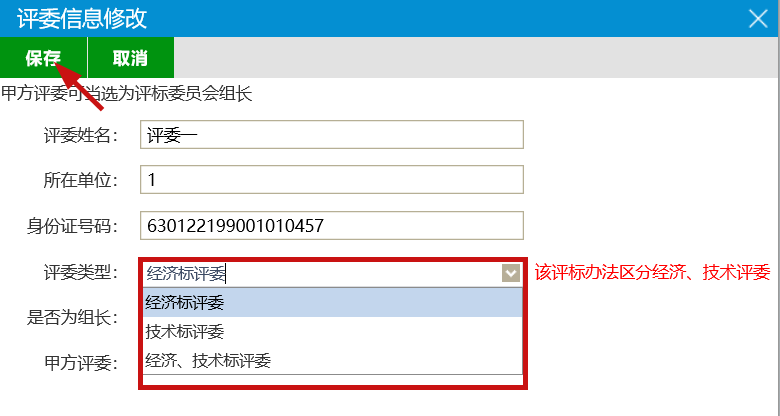 评委信息修改
保存 取消
甲方评委可当选为评标委员会组长
评委姓名： 评委一
所在单位： 1
身份证号码： 630122199001010457
评委类型： 经济标评委 该评标办法区分经济、技术评委
经济标评委
是否为组长：
技术标评委
甲方评委： 经济、技术标评委